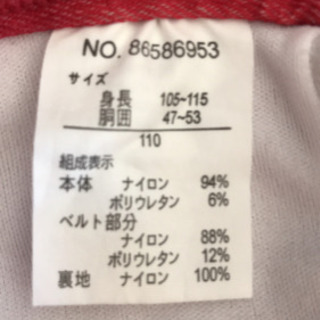 NO. 86586953
サイズ
身長 105~115
胴囲 47~53
110
組成表示
本体 ナイロン 94%
ポリウレタン 6%
ベルト部分
ナイロン 88%
ポリウレタン 12%
裏地 ナイロン 100%